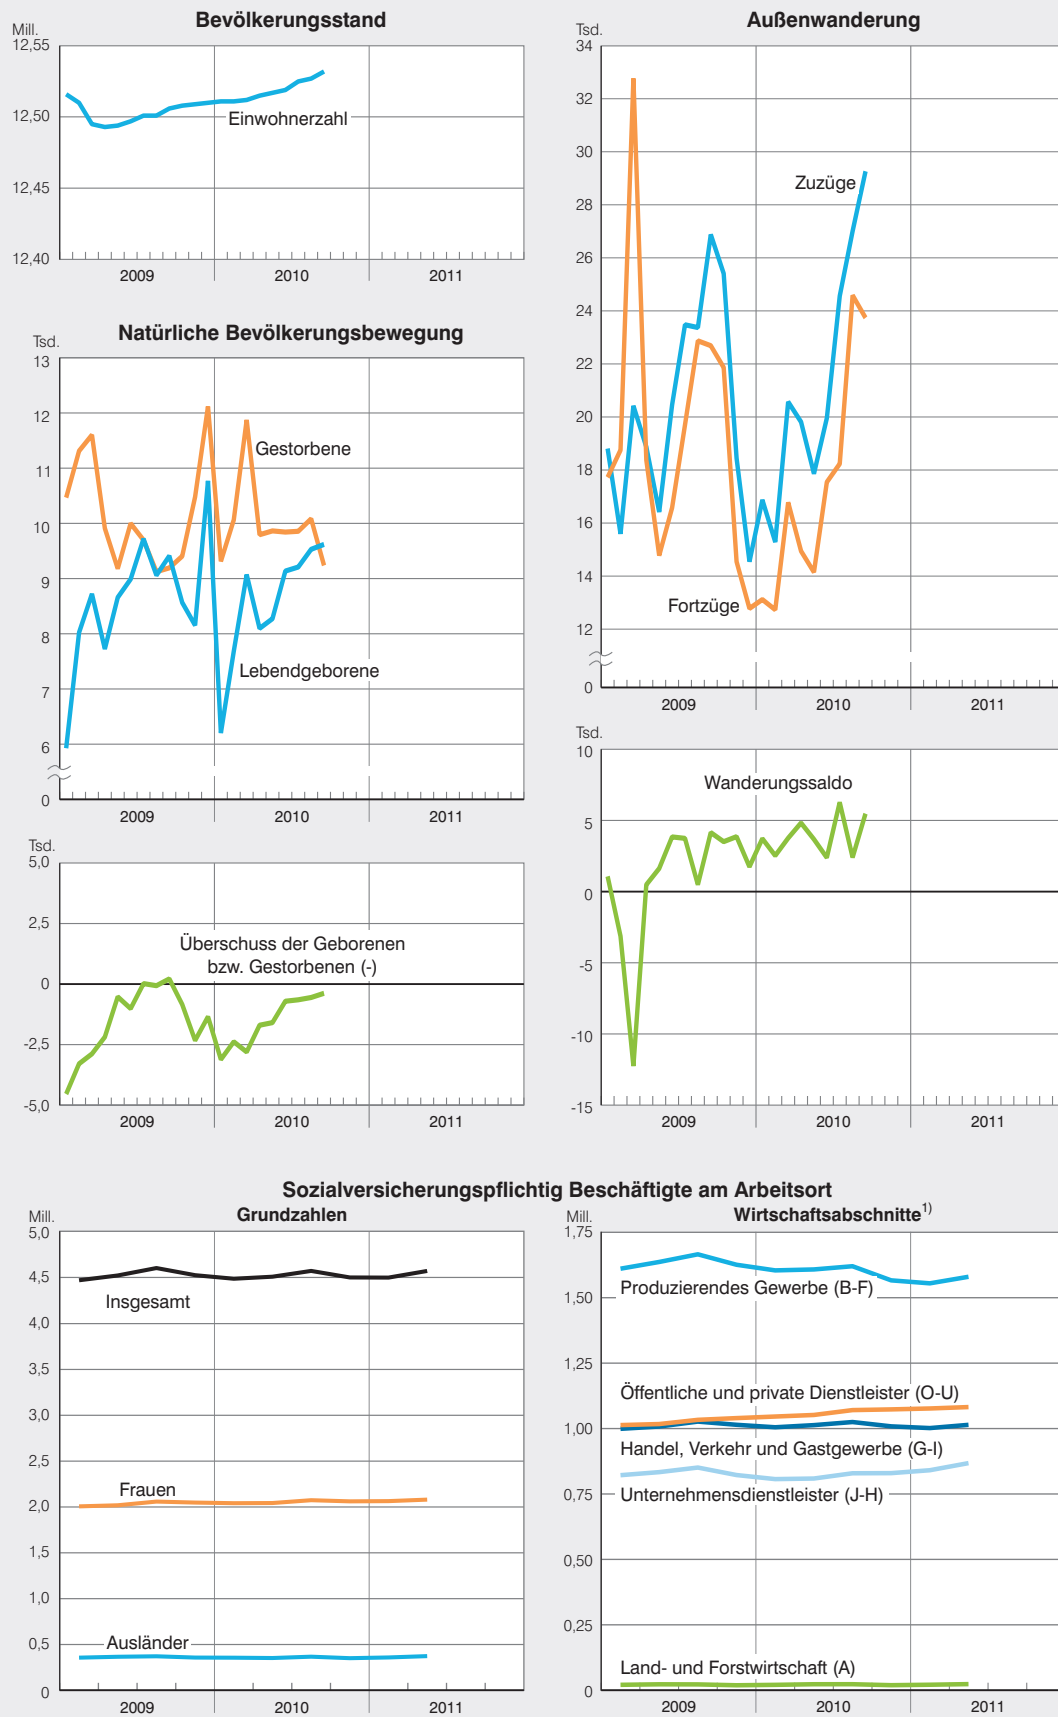 Bevölkerungsstand
Mill.
12,55
12,50
12,45
12,40
Einwohnerzahl
2009
2010
2011
Natürliche Bevölkerungsbewegung
Tsd.
13
12
11
10
9
8
7
6
0
Gestorbene
Lebendgeborene
2009
2010
2011
Tsd.
5,0
2,5
0
-2,5
-5,0
Überschuss der Geborenen
bzw. Gestorbenen (-)
2009
2010
2011
Außenwanderung
Tsd.
34
32
30
28
26
24
22
20
18
16
14
12
0
Zuzüge
Fortzüge
2009
2010
2011
Tsd.
10
5
0
-5
-10
-15
Wanderungssaldo
2009
2010
2011
Sozialversicherungspflichtig Beschäftigte am Arbeitsort
Grundzahlen
Mill.
5,0
4,5
4,0
3,5
3,0
2,5
2,0
1,5
1,0
0,5
0
Insgesamt
Frauen
Ausländer
2009
2010
2011
Wirtschaftsabschnitte1)
Mill.
1,75
1,50
1,25
1,00
0,75
0,50
0,25
0
Produzierendes Gewerbe (B-F)
Öffentliche und private Dienstleister (O-U)
Handel, Verkehr und Gastgewerbe (G-I)
Unternehmensdienstleister (J-H)
Land- und Forstwirtschaft (A)
2009
2010
2011